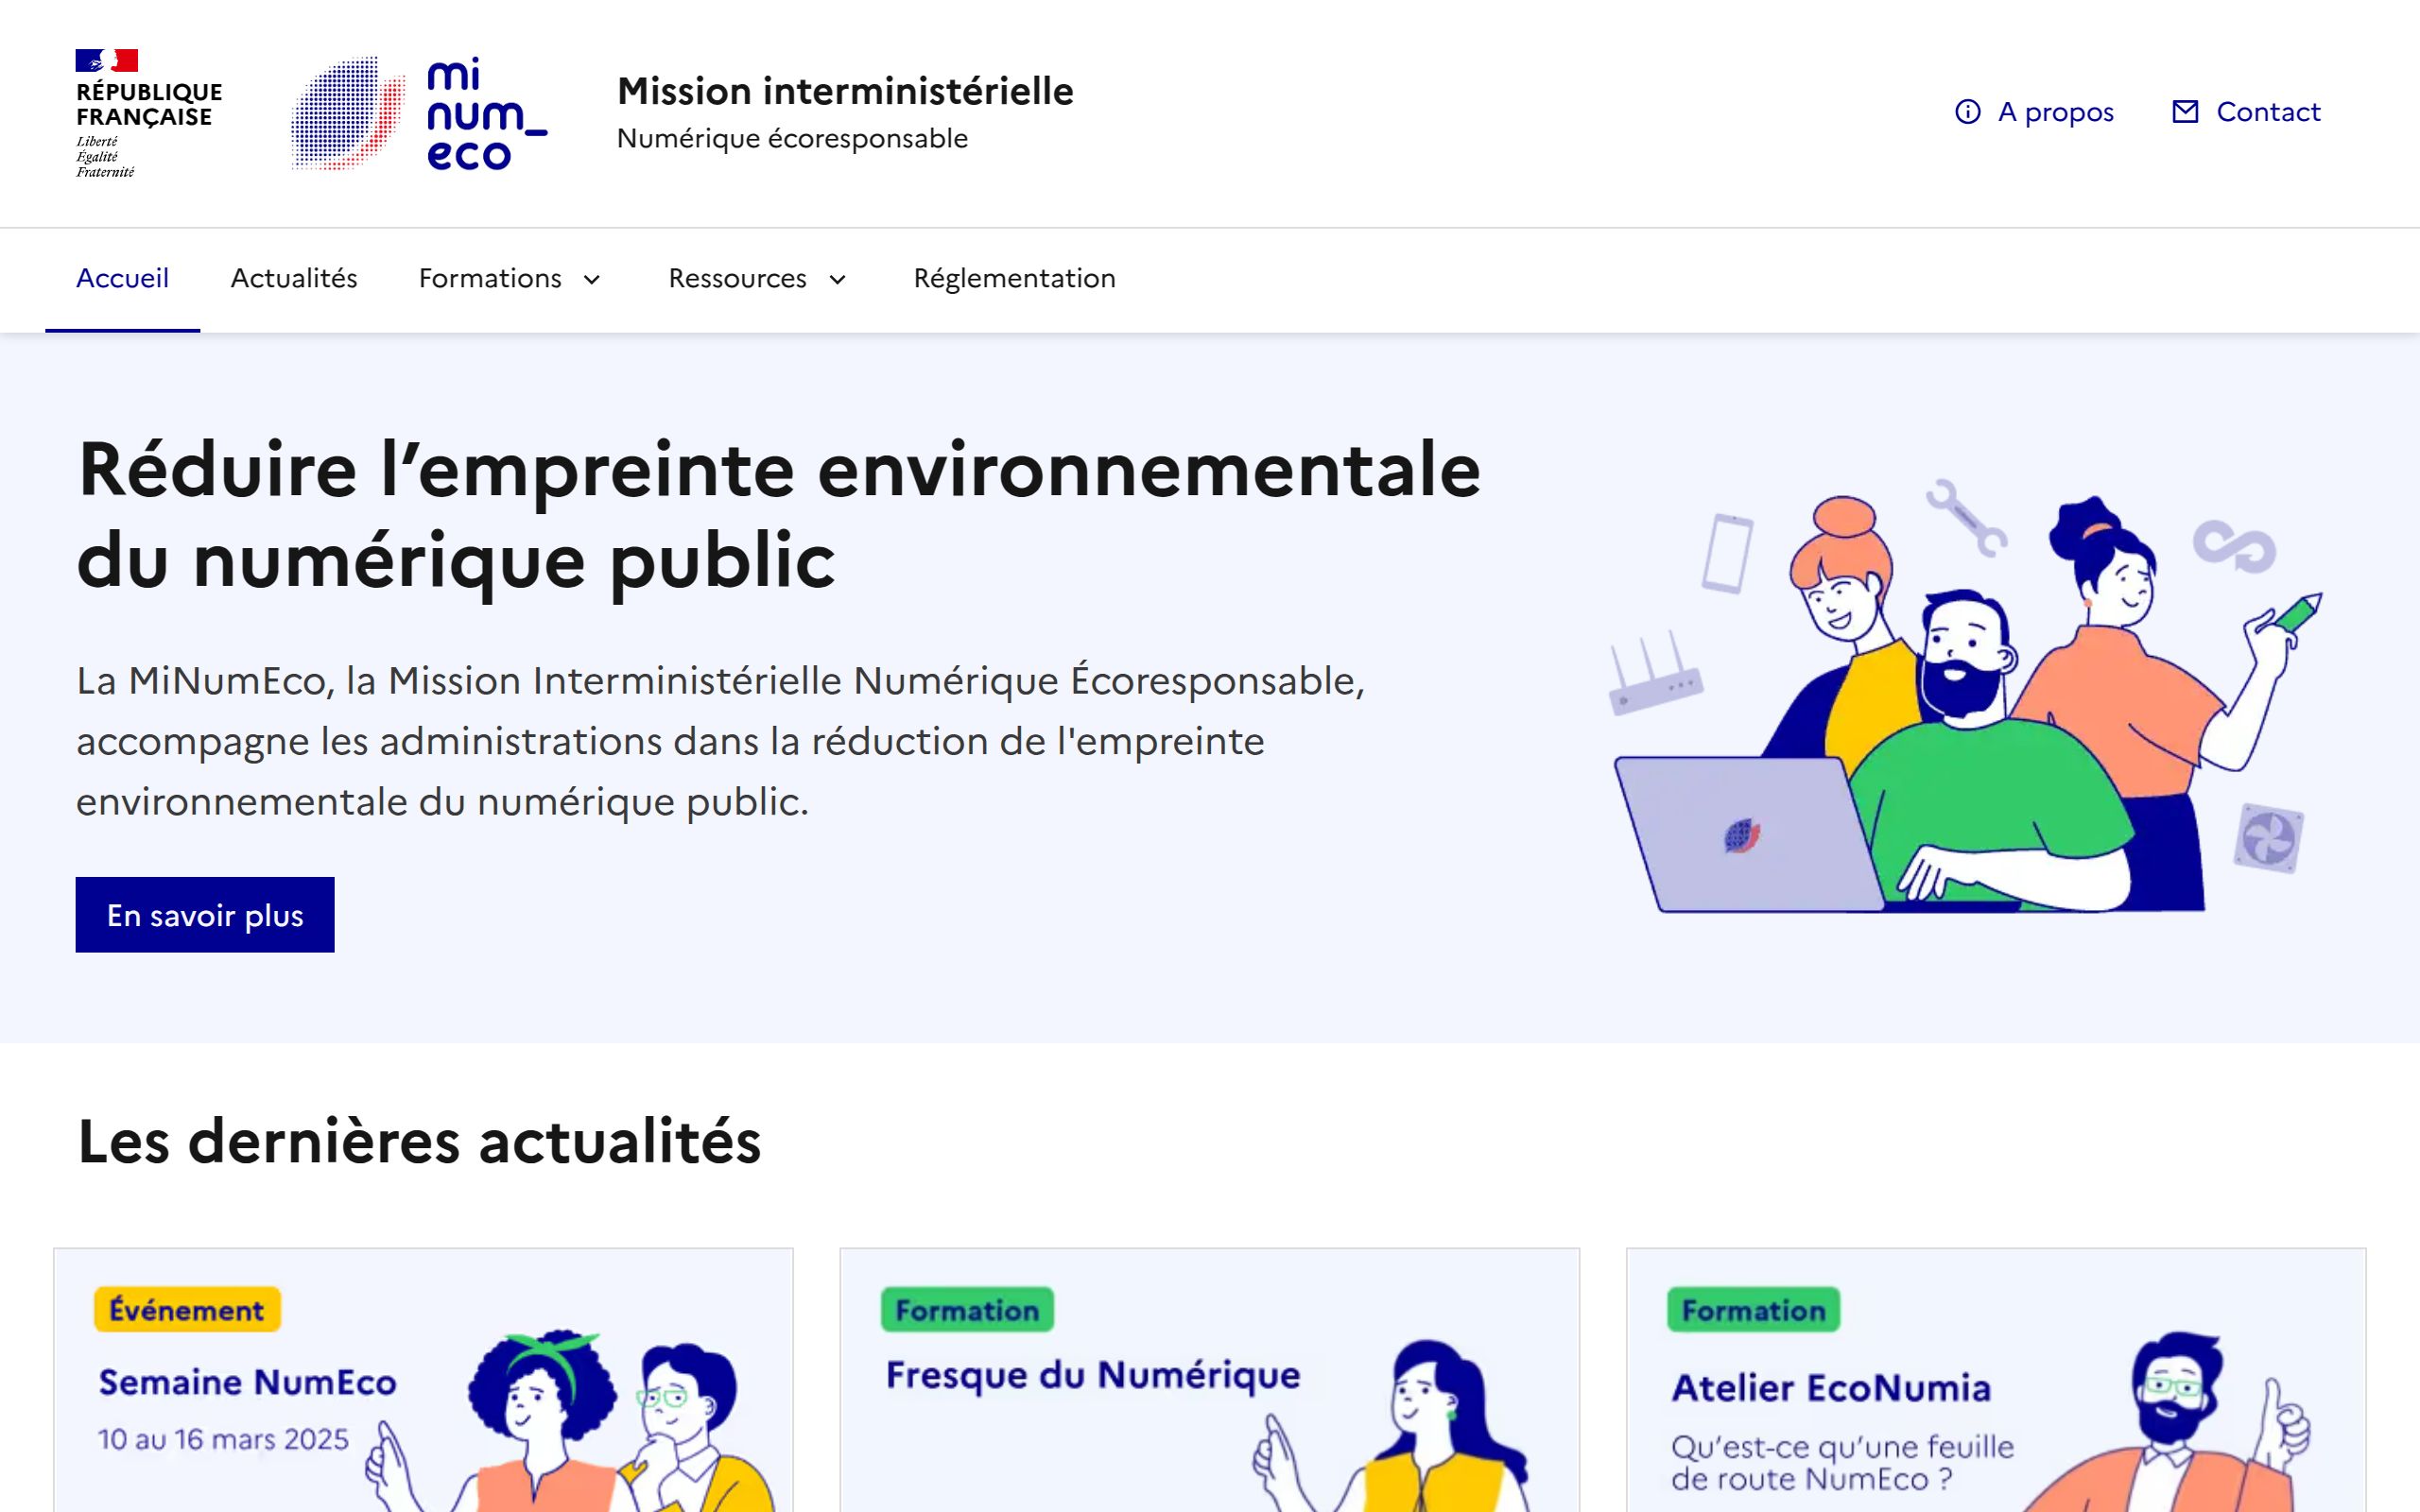 RÉPUBLIQUE
FRANÇAISE
Liberté
Égalité
Fraternité
mi
num_
eco
Mission interministérielle
Numérique écoresponsable
A propos
Contact
Accueil
Actualités
Formations
Ressources
Réglementation
Réduire l’empreinte environnementale
du numérique public
La MiNumEco, la Mission Interministérielle Numérique Écoresponsable,
accompagne les administrations dans la réduction de l'empreinte
environnementale du numérique public.
En savoir plus
Les dernières actualités
Événement
Semaine NumEco
10 au 16 mars 2025
Formation
Fresque du Numérique
Formation
Atelier EcoNumia
Qu’est-ce qu’une feuille
de route NumEco ?